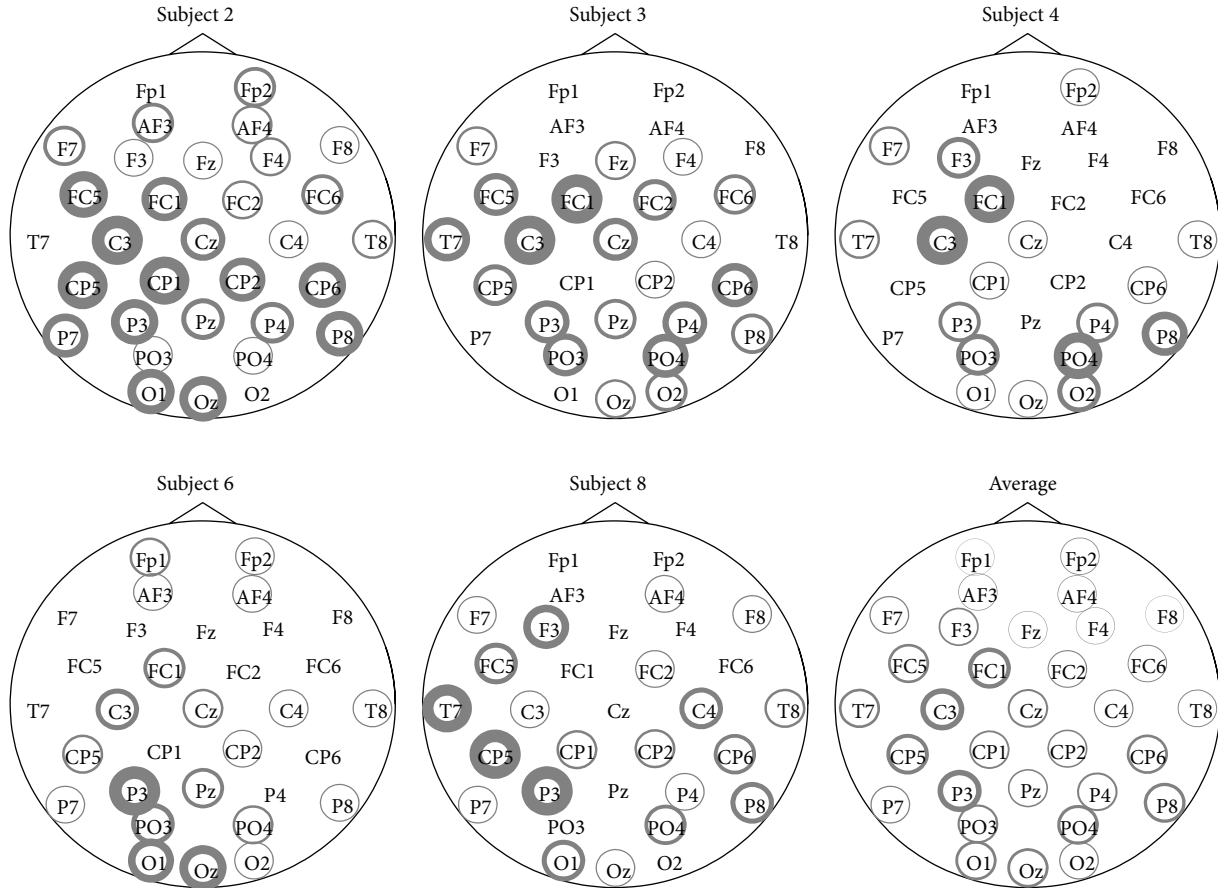 Subject 2
Fp1 Fp2
AF3 AF4
F7 F3 Fz F4 F8
FC5 FC1 FC2 FC6
T7 C3 Cz C4 T8
CP5 CP1 CP2 CP6
P7 P3 Pz P4 P8
PO3 PO4
O1 Oz O2
Subject 3
Fp1 Fp2
AF3 AF4
F7 F3 Fz F4 F8
FC5 FC1 FC2 FC6
T7 C3 Cz C4 T8
CP5 CP1 CP2 CP6
P7 P3 Pz P4 P8
PO3 PO4
O1 Oz O2
Subject 4
Fp1 Fp2
AF3 AF4
F7 F3 Fz F4 F8
FC5 FC1 FC2 FC6
T7 C3 Cz C4 T8
CP5 CP1 CP2 CP6
P7 P3 Pz P4 P8
PO3 PO4
O1 Oz O2
Subject 6
Fp1 Fp2
AF3 AF4
F7 F3 Fz F4 F8
FC5 FC1 FC2 FC6
T7 C3 Cz C4 T8
CP5 CP1 CP2 CP6
P7 P3 Pz P4 P8
PO3 PO4
O1 Oz O2
Subject 8
Fp1 Fp2
AF3 AF4
F7 F3 Fz F4 F8
FC5 FC1 FC2 FC6
T7 C3 Cz C4 T8
CP5 CP1 CP2 CP6
P7 P3 Pz P4 P8
PO3 PO4
O1 Oz O2
Average
Fp1 Fp2
AF3 AF4
F7 F3 Fz F4 F8
FC5 FC1 FC2 FC6
T7 C3 Cz C4 T8
CP5 CP1 CP2 CP6
P7 P3 Pz P4 P8
PO3 PO4
O1 Oz O2